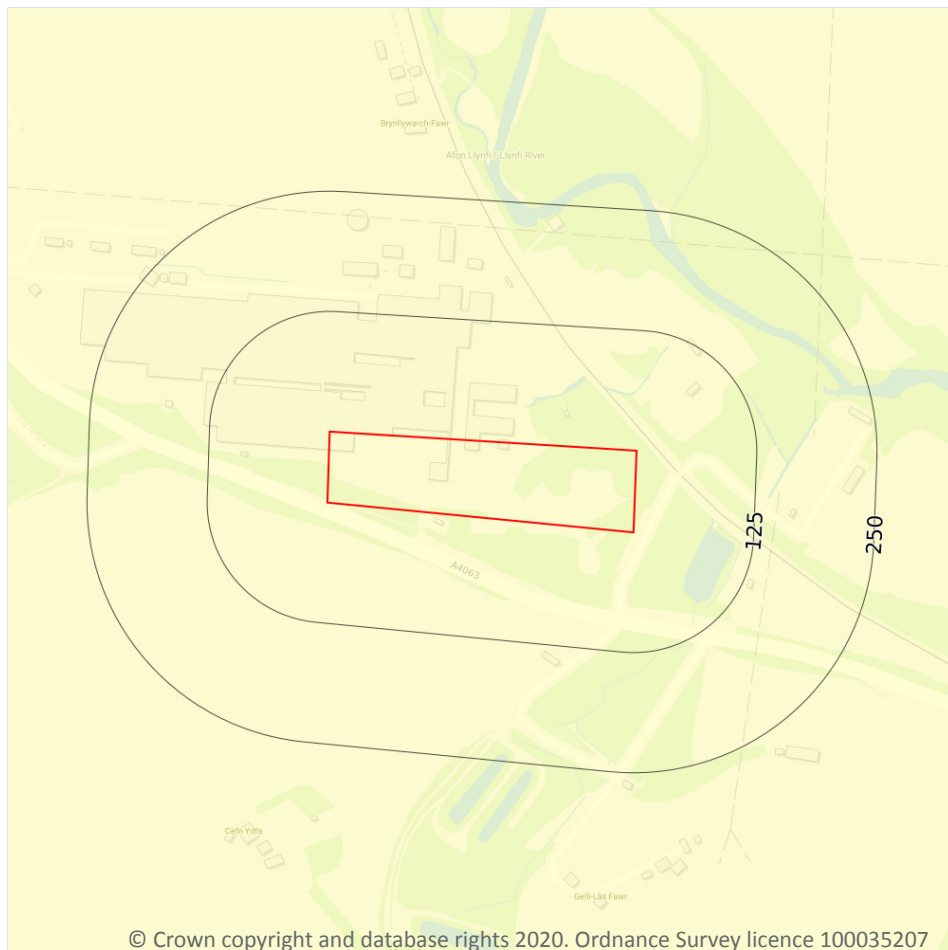 Brynllywarch-Fawr
Afon Llynfi / Llynfi River
125
250
A4063
Cefn Ydfa
Gelli-Lâs Fawr
© Crown copyright and database rights 2020. Ordnance Survey licence 100035207